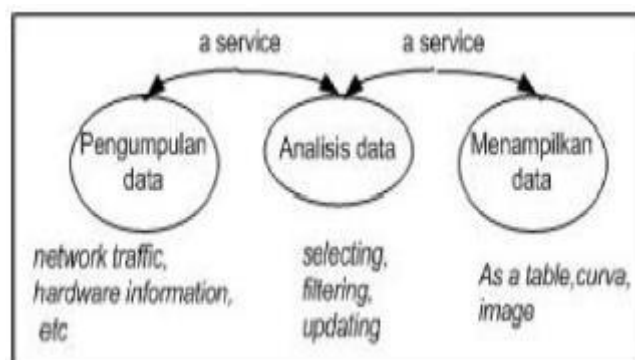 a service
a service
Pengumpulan
data
Analisis data
Menampilkan
data
network traffic,
hardware information,
etc
selecting,
filtering,
updating
As a table,curva,
image